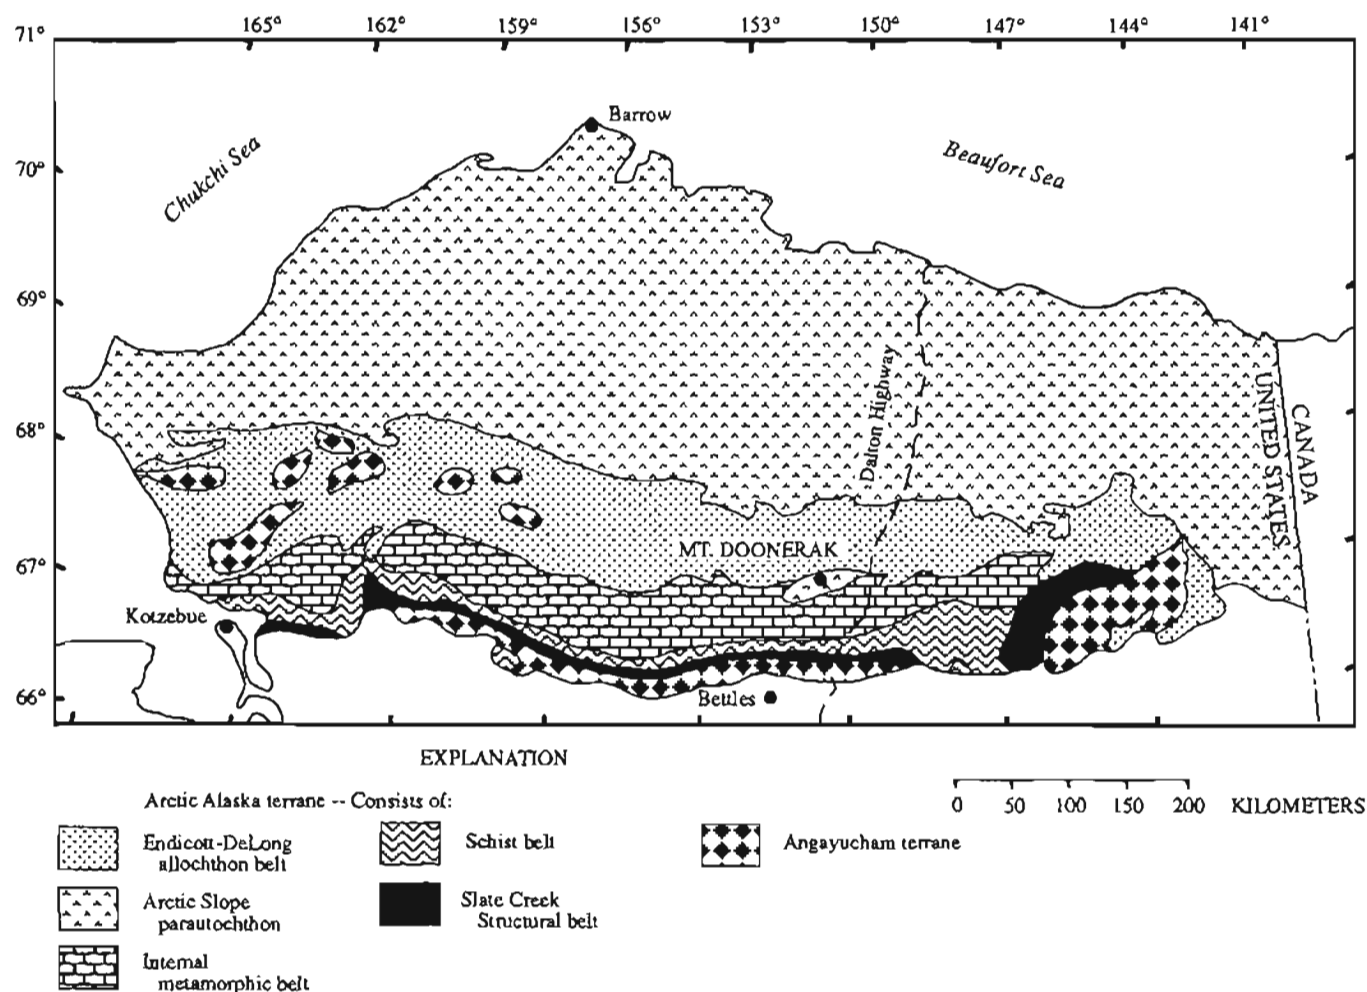 165° 162° 159° 156° 153° 150° 147° 144° 141°
71°
Barrow
Chukchi Sea
Beaufort Sea
70°
69°
Dalton Highway
UNITED STATES
CANADA
68°
MT. DOONERAK
67°
Kotzebue
66°
Bettles
EXPLANATION
Arctic Alaska terrane -- Consists of:
0 50 100 150 200 KILOMETERS
Endicott-DeLong
allochthon belt
Schist belt
Angayucham terrane
Arctic Slope
parautochthon
Slate Creek
Structural belt
Internal
metamorphic belt